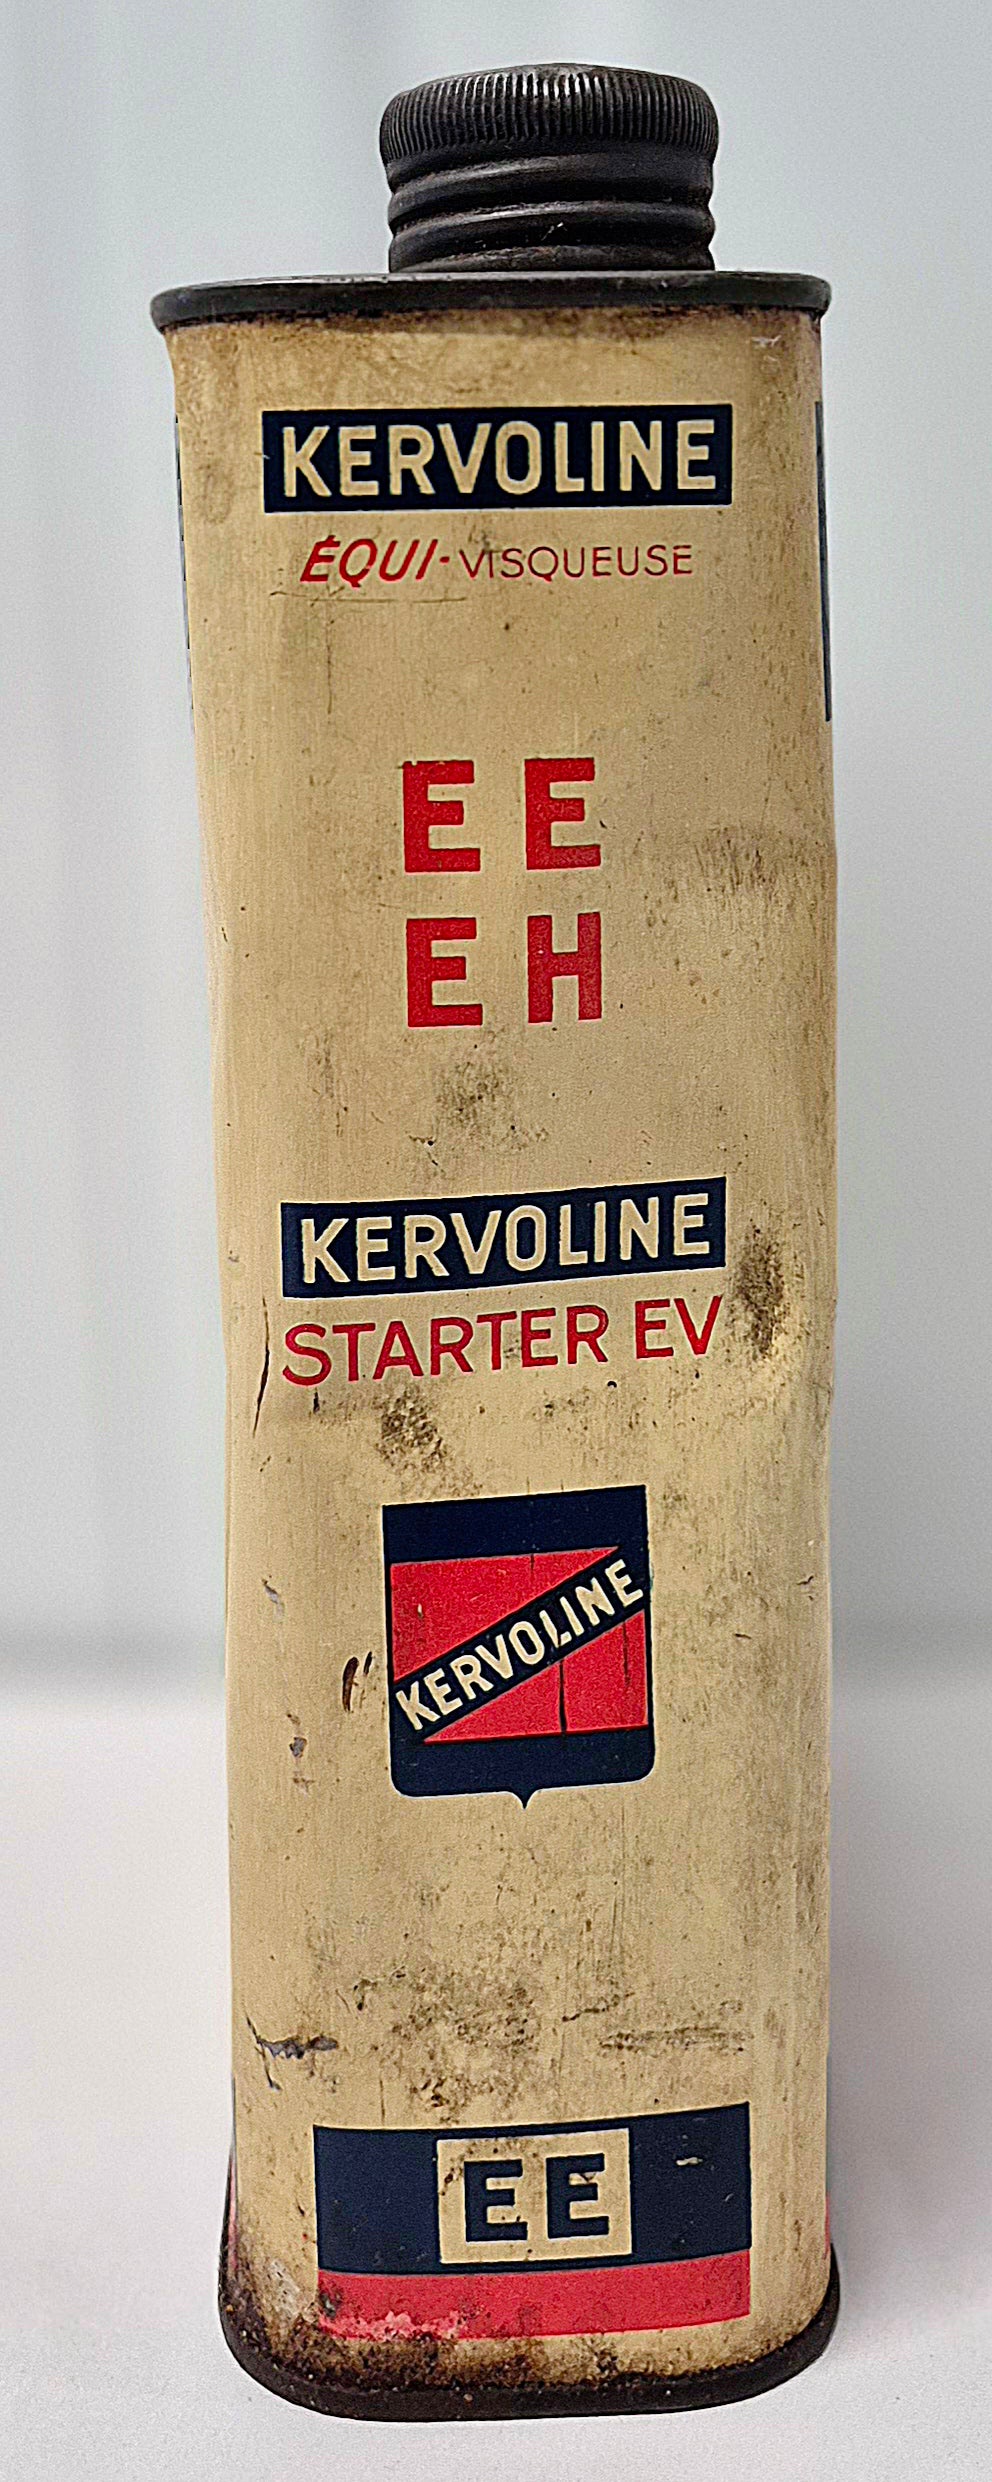 KERVOLINE
ÉQUI-VISQUEUSE
E E
E H
KERVOLINE
STARTER EV
KERVOLINE
EE